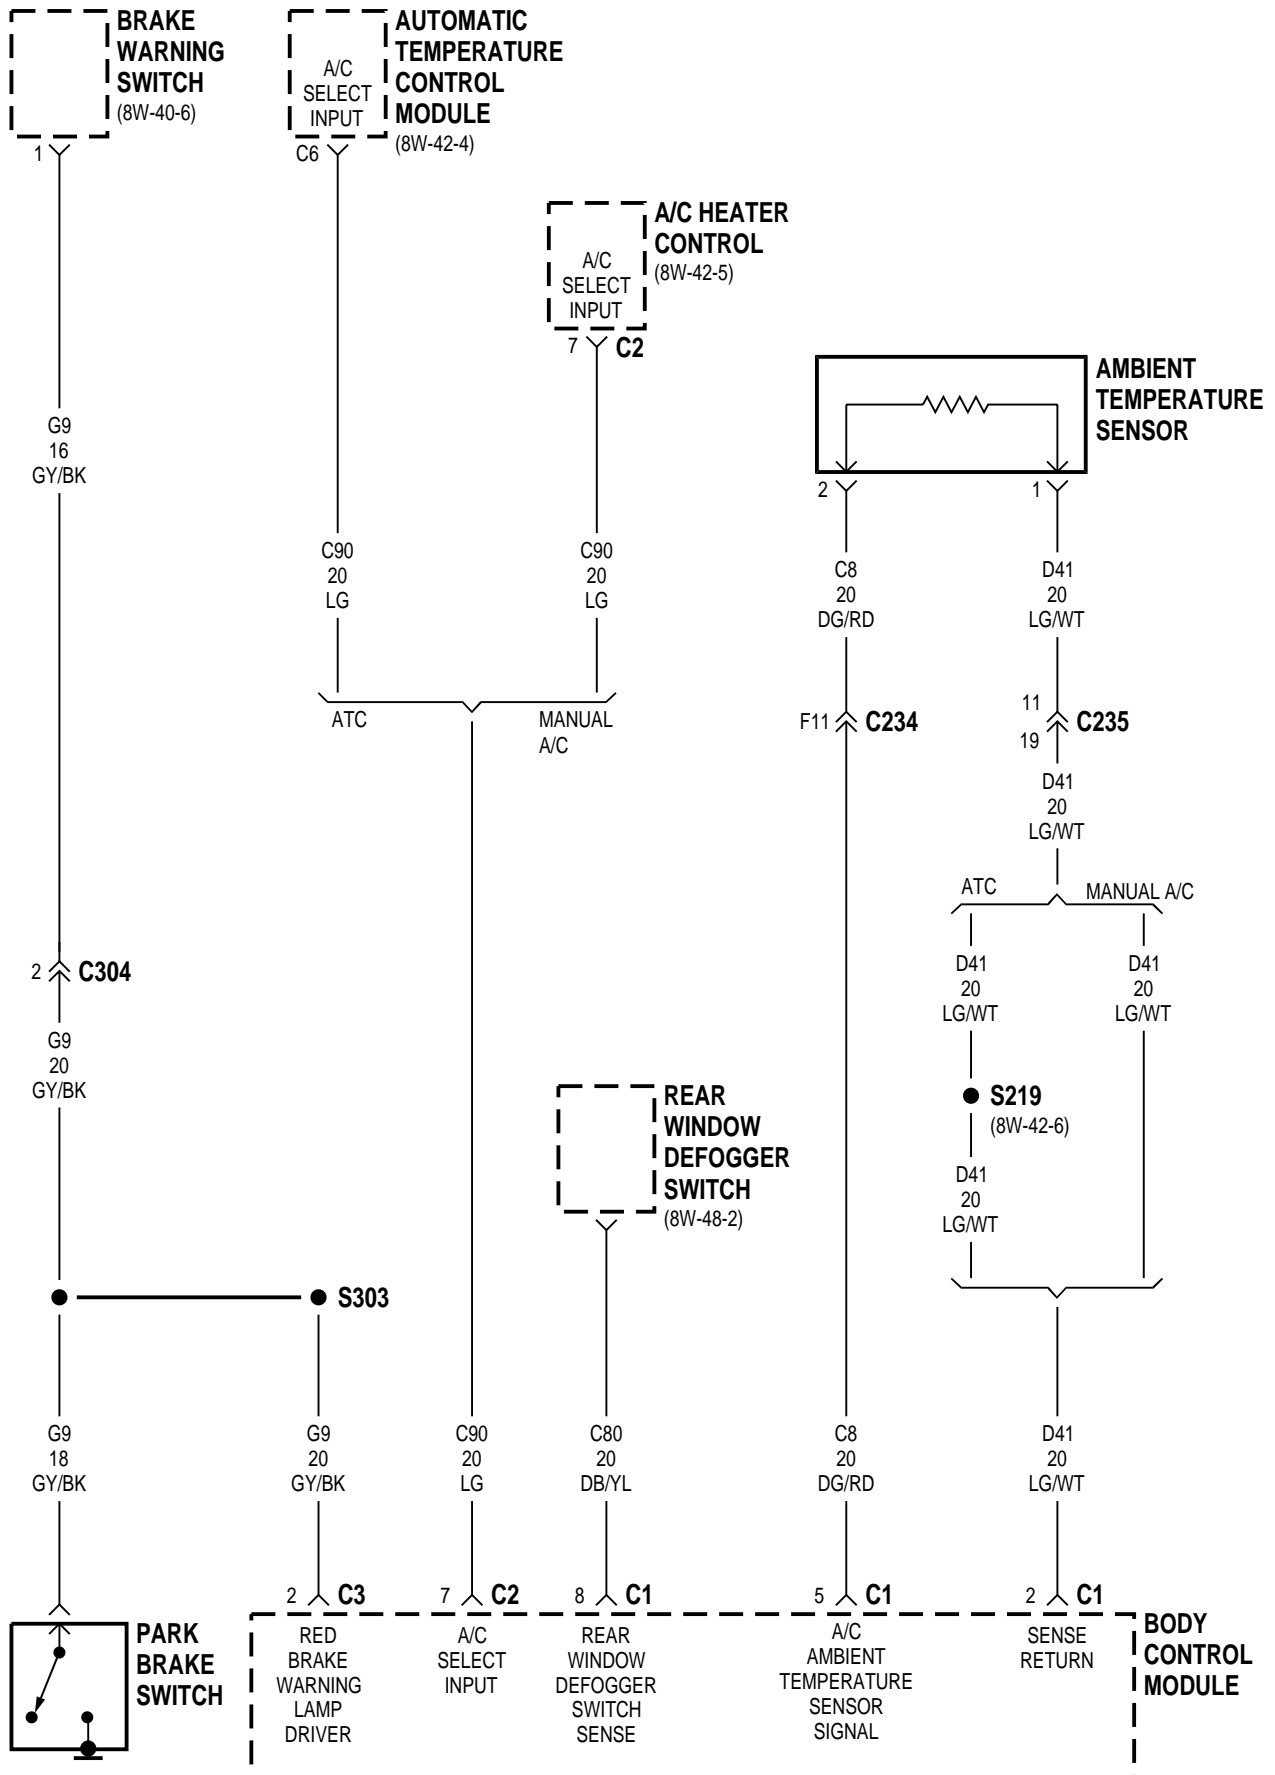 BRAKE
WARNING
SWITCH
(8W-40-6)
1
A/C
SELECT
INPUT
AUTOMATIC
TEMPERATURE
CONTROL
MODULE
(8W-42-4)
C6
A/C
SELECT
INPUT
A/C HEATER
CONTROL
(8W-42-5)
7 C2
AMBIENT
TEMPERATURE
SENSOR
2
1
G9
16
GY/BK
C90
20
LG
C90
20
LG
C8
20
DG/RD
D41
20
LG/WT
ATC
MANUAL
A/C
F11 C234
11
C235
19
D41
20
LG/WT
ATC
MANUAL A/C
D41
20
LG/WT
D41
20
LG/WT
2 C304
G9
20
GY/BK
REAR
WINDOW
DEFOGGER
SWITCH
(8W-48-2)
S219
(8W-42-6)
D41
20
LG/WT
S303
G9
18
GY/BK
G9
20
GY/BK
C90
20
LG
C80
20
DB/YL
C8
20
DG/RD
D41
20
LG/WT
2 C3
7 C2
8 C1
5 C1
2 C1
PARK
BRAKE
SWITCH
RED
BRAKE
WARNING
LAMP
DRIVER
A/C
SELECT
INPUT
REAR
WINDOW
DEFOGGER
SWITCH
SENSE
A/C
AMBIENT
TEMPERATURE
SENSOR
SIGNAL
SENSE
RETURN
BODY
CONTROL
MODULE